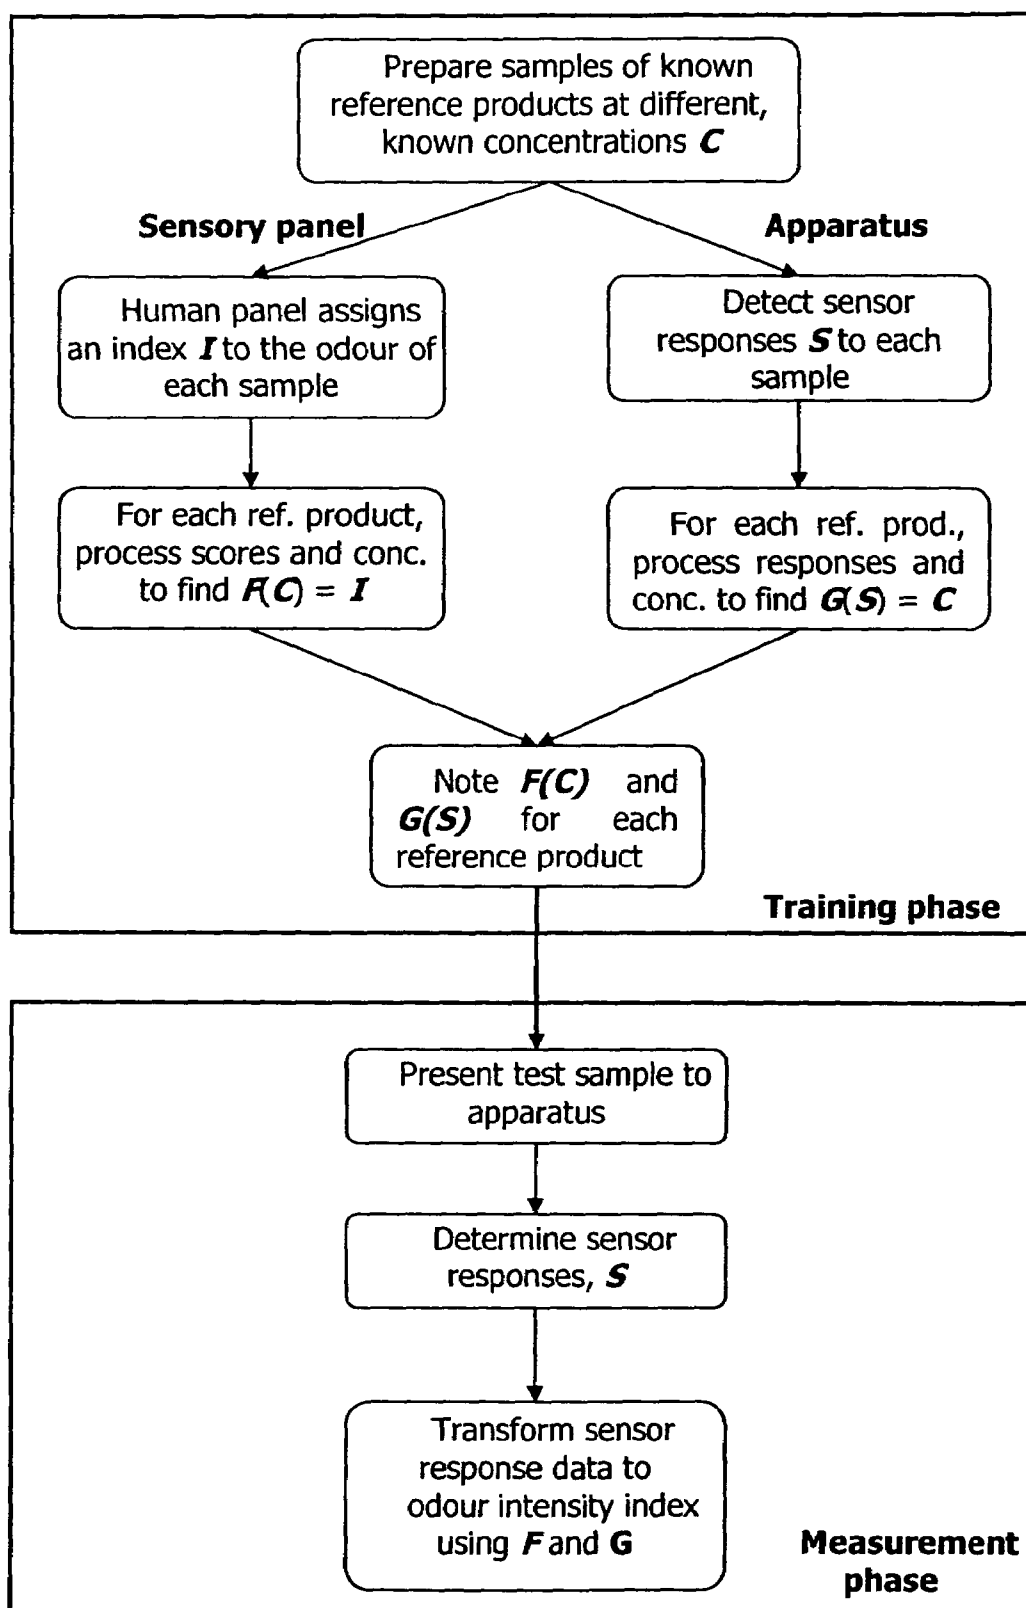 Prepare samples of known
reference products at different,
known concentrations C
Sensory panel
Apparatus
Human panel assigns
an index I to the odour of
each sample
Detect sensor
responses S to each
sample
For each ref. product,
process scores and conc.
to find F(C) = I
For each ref. prod.,
process responses and
conc. to find G(S) = C
Note F(C) and
G(S) for each
reference product
Training phase
Present test sample to
apparatus
Determine sensor
responses, S
Transform sensor
response data to
odour intensity index
using F and G
Measurement
phase